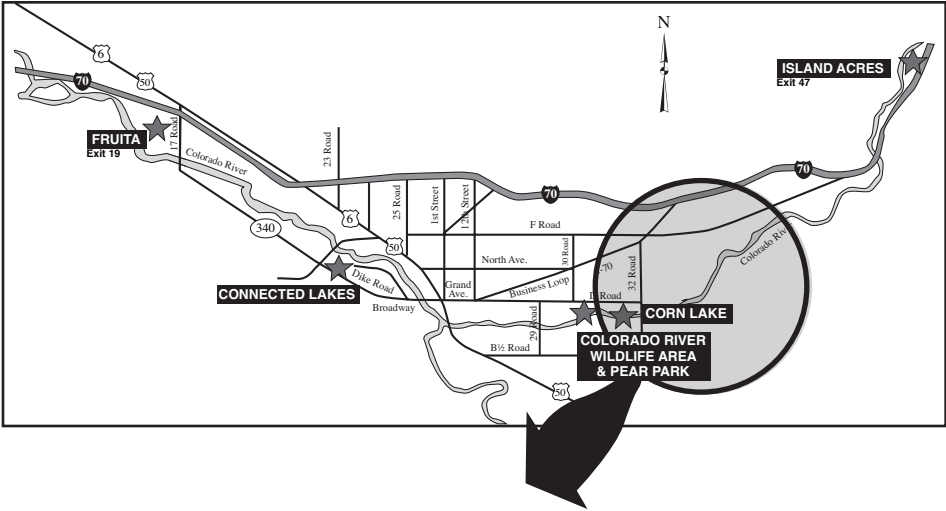 6
50
70
N
ISLAND ACRES
Exit 47
FRUITA
Exit 19
17 Road
Colorado River
23 Road
70
70
340
6
50
25 Road
1st Street
12th Street
F Road
North Ave.
30 Road
-70
32 Road
Colorado Riv
Dike Road
CONNECTED LAKES
Grand
Ave.
Business Loop
D Road
Broadway
29 Road
CORN LAKE
B½ Road
COLORADO RIVER
WILDLIFE AREA
& PEAR PARK
50